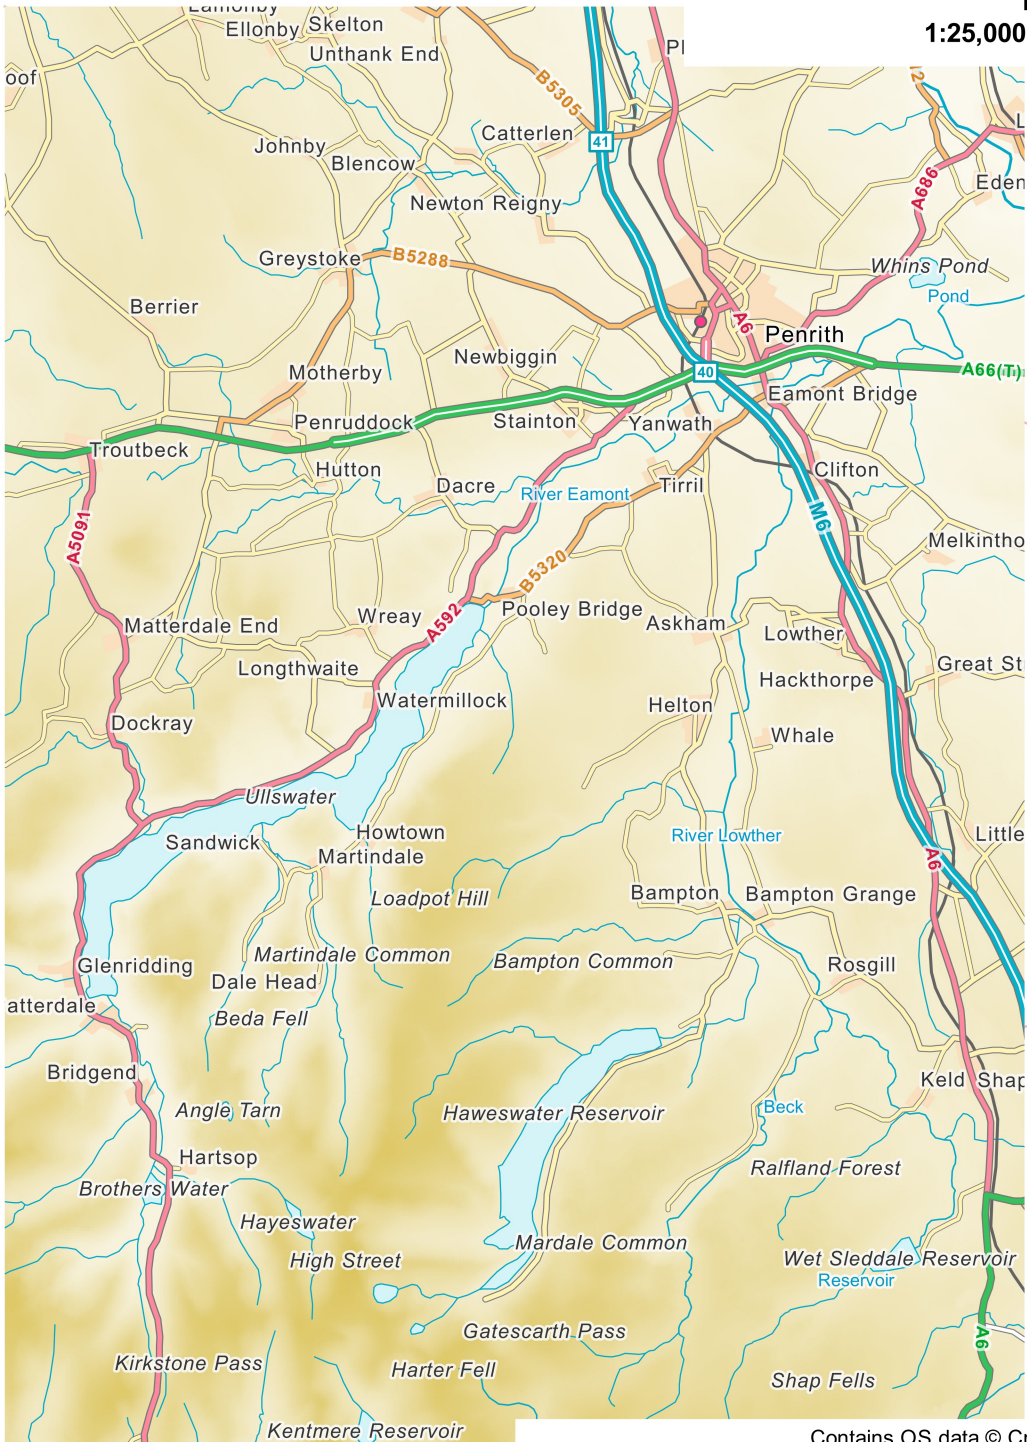 1:25,000
Ellonby
Skelton
Unthank End
B5305
Catterlen
41
Johnby
Blencow
A686
Newton Reigny
Greystoke
B5288
Whins Pond
Pond
Berrier
A6
Penrith
Newbiggin
Motherby
40
A66(T)
Eamont Bridge
Penruddock
Stainton
Yanwath
Troutbeck
Hutton
Dacre
River Eamont
Tirril
Clifton
M6
A5091
Melkintho
B5320
Wreay
A592
Pooley Bridge
Askham
Matterdale End
Lowther
Longthwaite
Great St
Hackthorpe
Watermillock
Helton
Dockray
Whale
Ullswater
Sandwick
Howtown
River Lowther
Little
Martindale
A6
Loadpot Hill
Bampton
Bampton Grange
Martindale Common
Bampton Common
Glenridding
Rosgill
Dale Head
atterdale
Beda Fell
Bridgend
Keld
Shap
Angle Tarn
Haweswater Reservoir
Beck
Hartsop
Ralfland Forest
Brothers Water
Hayeswater
Mardale Common
High Street
Wet Sleddale Reservoir
Reservoir
Gatescarth Pass
A6
Kirkstone Pass
Harter Fell
Shap Fells
Kentmere Reservoir
Contains OS data © Cr